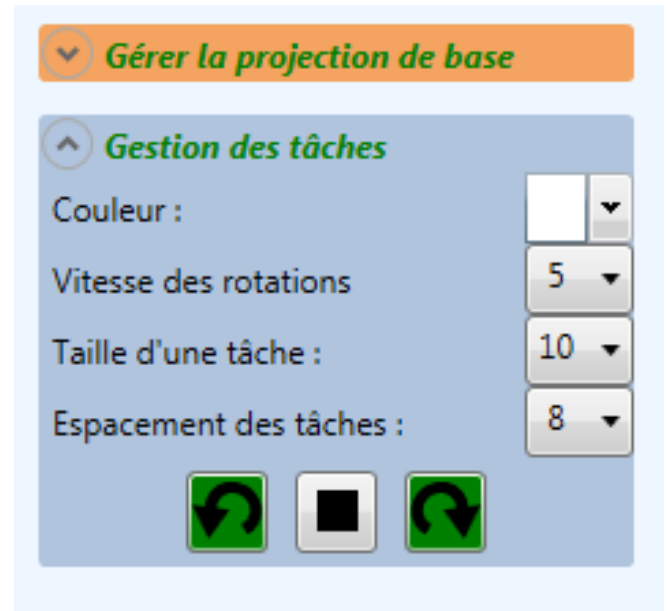 Gérer la projection de base
Gestion des tâches
Couleur :
Vitesse des rotations 5
Taille d'une tâche : 10
Espacement des tâches : 8